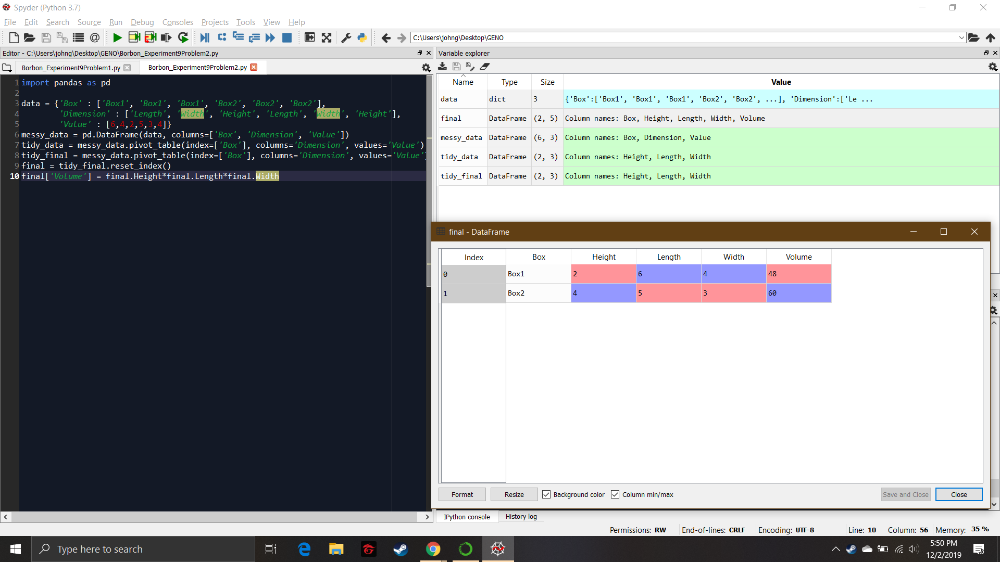 Spyder (Python 3.7)
File Edit Search Source Run Debug Consoles Projects Tools View Help
C:\Users\johng\Desktop\GENO
Editor - C:\Users\johng\Desktop\GENO\Borbon_Experiment9Problem2.py
Borbon_Experiment9Problem1.py Borbon_Experiment9Problem2.py
1 import pandas as pd
2
3 data = {'Box' : ['Box1', 'Box1', 'Box1', 'Box2', 'Box2', 'Box2'],
4 'Dimension' : ['Length', 'Width', 'Height', 'Length', 'Width', 'Height'],
5 'Value' : [6,4,2,5,3,4]}
6 messy_data = pd.DataFrame(data, columns=['Box', 'Dimension', 'Value'])
7 tidy_data = messy_data.pivot_table(index=['Box'], columns='Dimension', values='Value')
8 tidy_final = messy_data.pivot_table(index=['Box'], columns='Dimension', values='Value'
9 final = tidy_final.reset_index()
10 final['Volume'] = final.Height*final.Length*final.Width
Variable explorer
Name Type Size Value
data dict 3 {'Box':['Box1', 'Box1', 'Box1', 'Box2', 'Box2', ...], 'Dimension':['Le ...
final DataFrame (2, 5) Column names: Box, Height, Length, Width, Volume
messy_data DataFrame (6, 3) Column names: Box, Dimension, Value
tidy_data DataFrame (2, 3) Column names: Height, Length, Width
tidy_final DataFrame (2, 3) Column names: Height, Length, Width
final - DataFrame
Index Box Height Length Width Volume
0 Box1 2 6 4 48
1 Box2 4 5 3 60
Format Resize Background color Column min/max Save and Close Close
IPython console History log
Permissions: RW End-of-lines: CRLF Encoding: UTF-8 Line: 10 Column: 56 Memory: 35 %
Type here to search
5:50 PM
12/2/2019